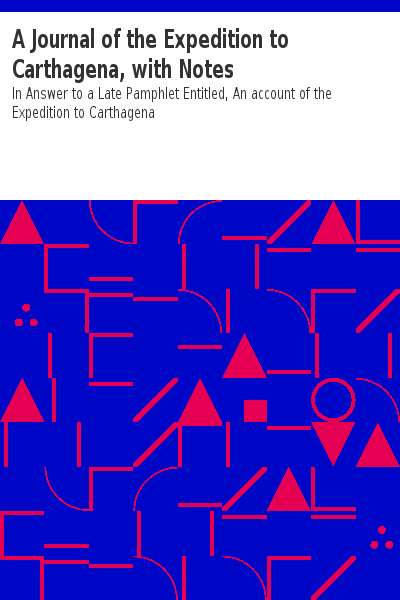 A Journal of the Expedition to
Carthagena, with Notes
In Answer to a Late Pamphlet Entitled, An account of the
Expedition to Carthagena